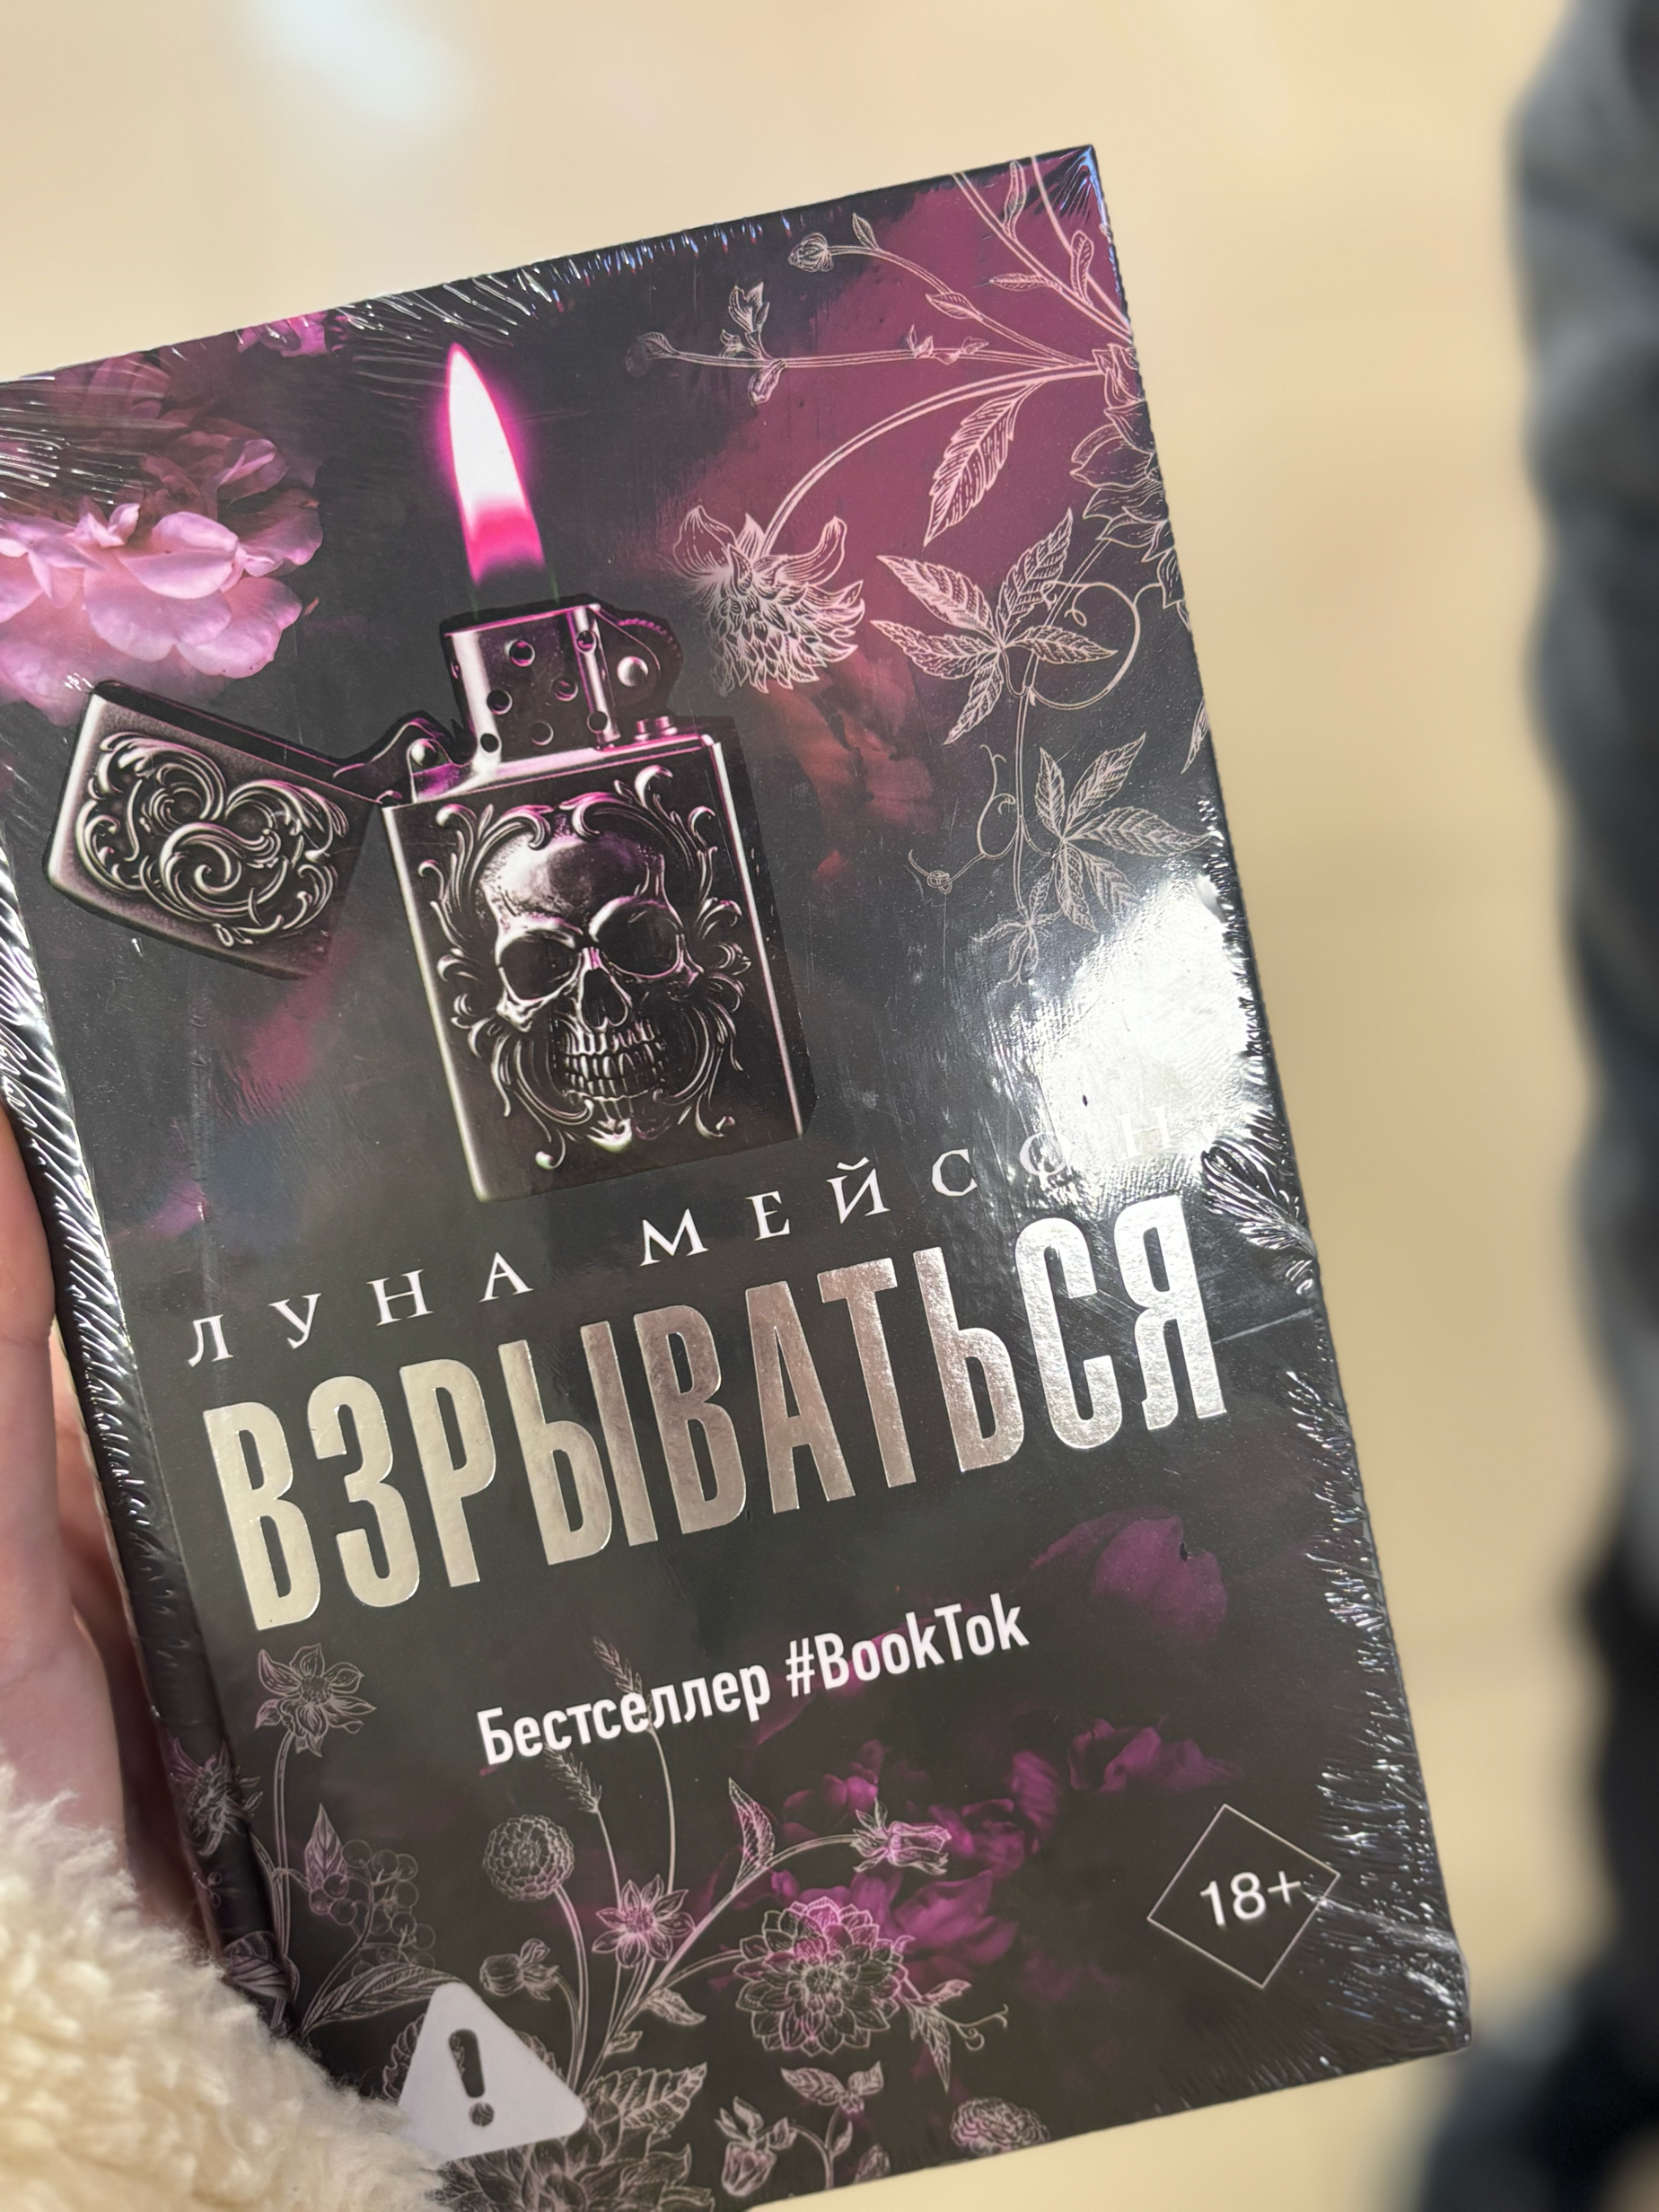 ЛУНА МЕЙСОН
ВЗРЫВАТЬСЯ
Бестселлер #BookTok
18+
!